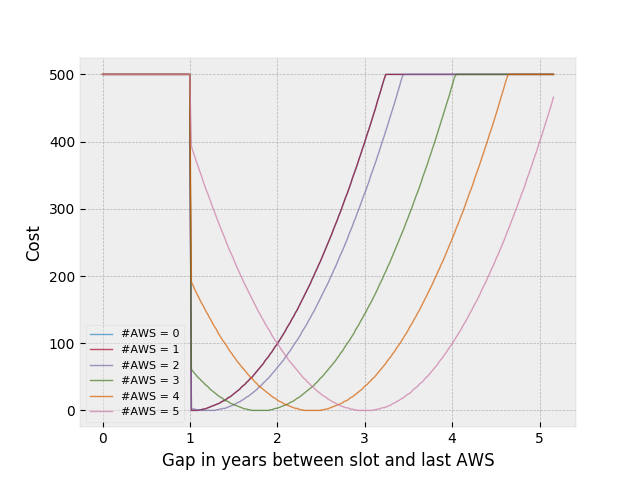 500
400
300
200
100
0
Cost
#AWS = 0
#AWS = 1
#AWS = 2
#AWS = 3
#AWS = 4
#AWS = 5
0 1 2 3 4 5
Gap in years between slot and last AWS